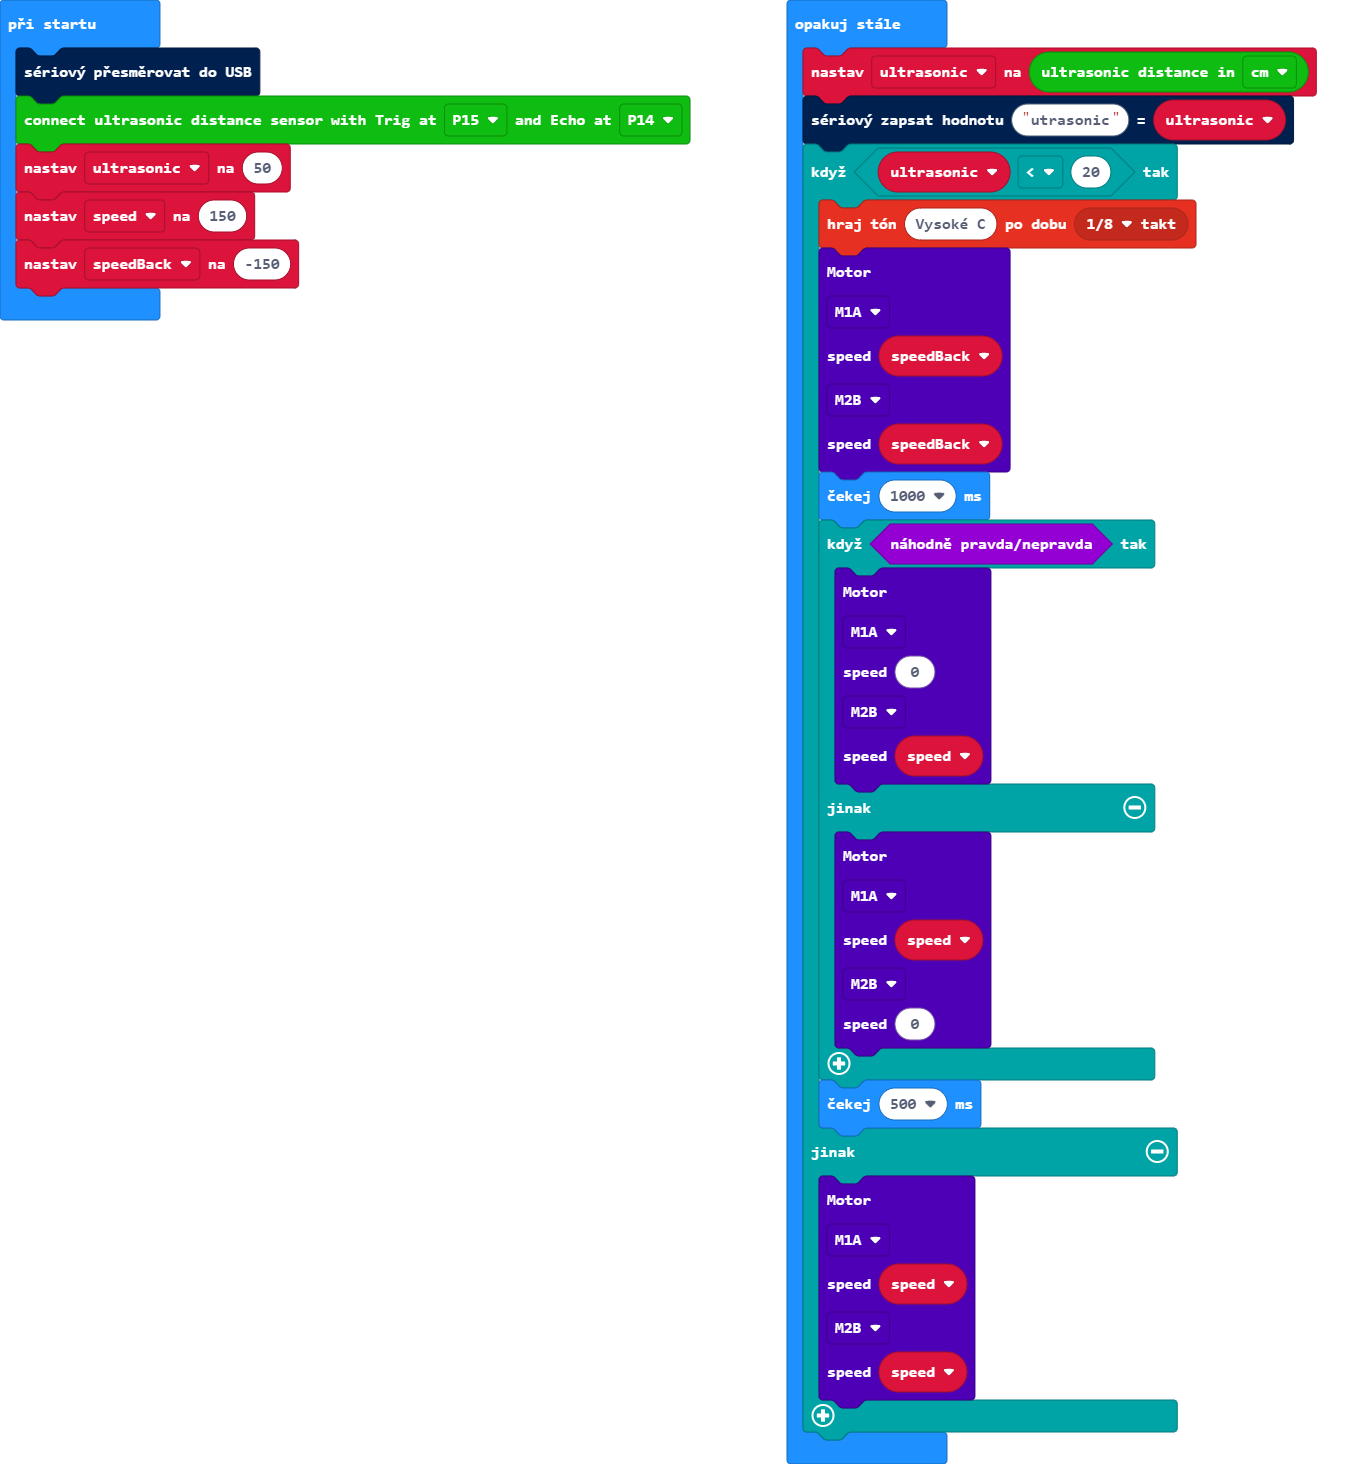 při startu
sériový přesměrovat do USB
connect ultrasonic distance sensor with Trig at P15 and Echo at P14
nastav ultrasonic na 50
nastav speed na 150
nastav speedBack na -150
opakuj stále
nastav ultrasonic na ultrasonic distance in cm
sériový zapsat hodnotu "utrasonic" = ultrasonic
když ultrasonic < 20 tak
hraj tón Vysoké C po dobu 1/8 takt
Motor
M1A
speed speedBack
M2B
speed speedBack
čekej 1000 ms
když náhodně pravda/nepravda tak
Motor
M1A
speed 0
M2B
speed speed
jinak
Motor
M1A
speed speed
M2B
speed 0
čekej 500 ms
jinak
Motor
M1A
speed speed
M2B
speed speed